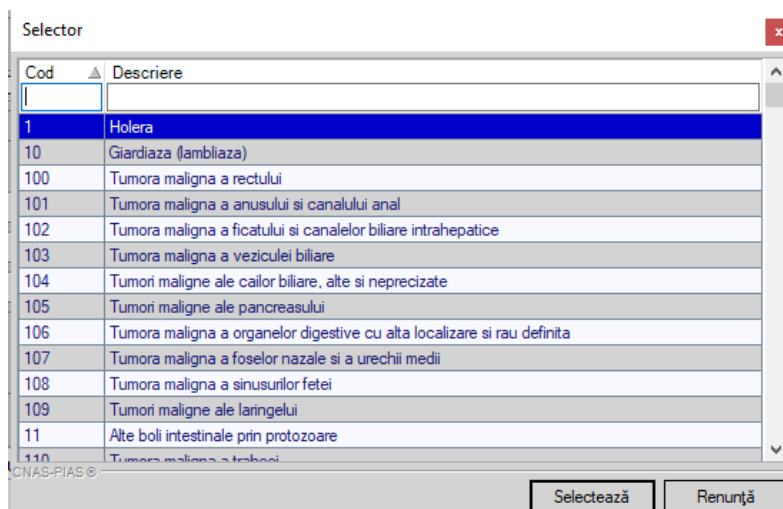 Selector
x
Cod Descriere
1 Holera
10 Giardiaza (lambliaza)
100 Tumora maligna a rectului
101 Tumora maligna a anusului si canalului anal
102 Tumora maligna a ficatului si canalelor biliare intrahepatice
103 Tumora maligna a veziculei biliare
104 Tumori maligne ale cailor biliare, alte si neprecizate
105 Tumori maligne ale pancreasului
106 Tumora maligna a organelor digestive cu alta localizare si rau definita
107 Tumora maligna a foselor nazale si a urechii medii
108 Tumora maligna a sinusurilor fetei
109 Tumori maligne ale laringelui
11 Alte boli intestinale prin protozoare
110 Tumora maligna a traheei
CNAS-PIAS ®
Selectează Renunţă